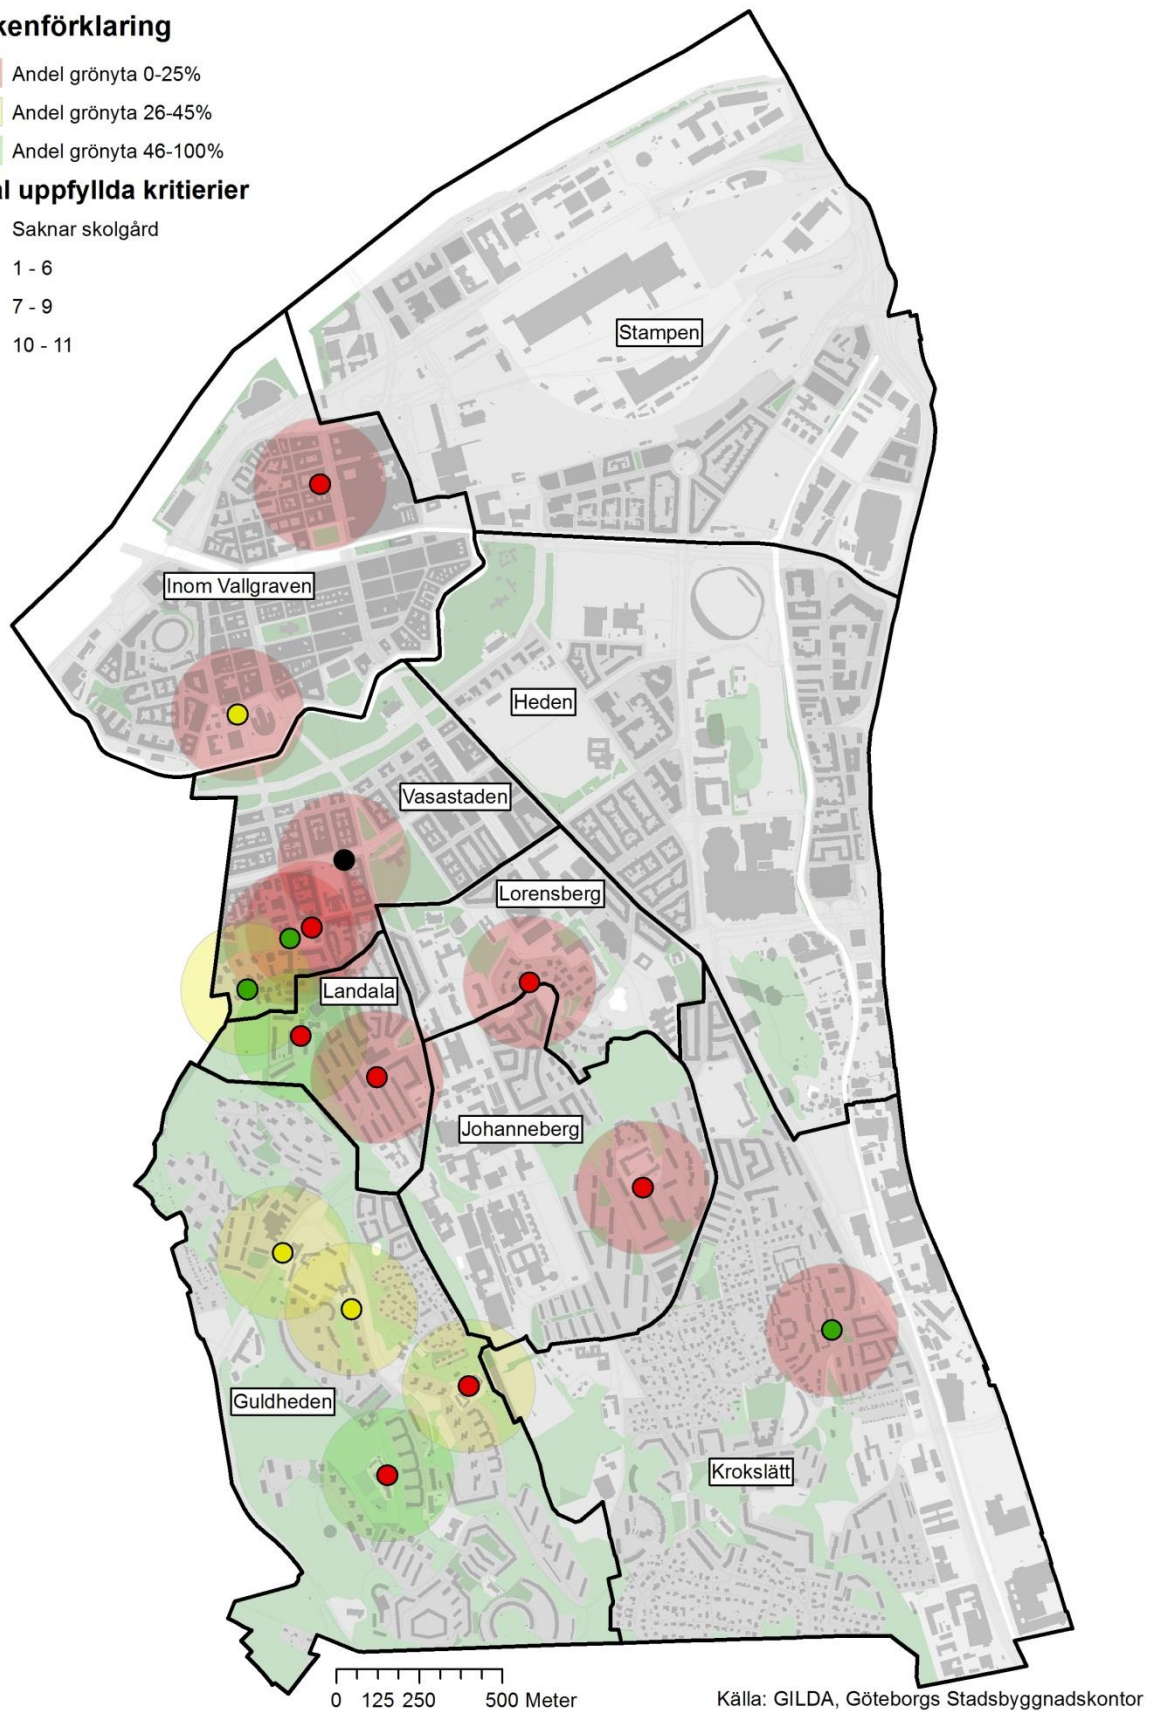 kenförklaring
Andel grönyta 0-25%
Andel grönyta 26-45%
Andel grönyta 46-100%
al uppfyllda kritierier
Saknar skolgård
1 - 6
7 - 9
10 - 11
Stampen
Inom Vallgraven
Heden
Vasastaden
Lorensberg
Landala
Johanneberg
Guldheden
Krokslätt
0 125 250 500 Meter
Källa: GILDA, Göteborgs Stadsbyggnadskontor